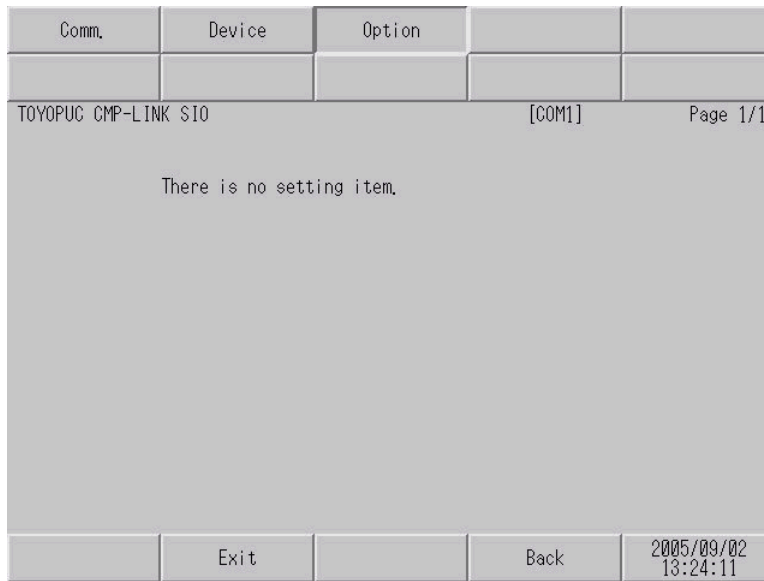 Comm. Device Option
TOYOPUC CMP-LINK SIO [COM1] Page 1/1
There is no setting item.
Exit Back 2005/09/02
13:24:11